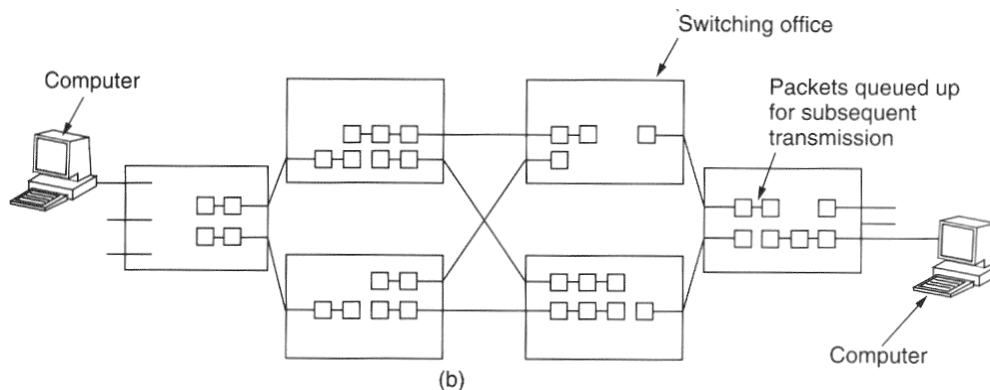 Switching office
Computer
Packets queued up
for subsequent
transmission
Computer
(b)